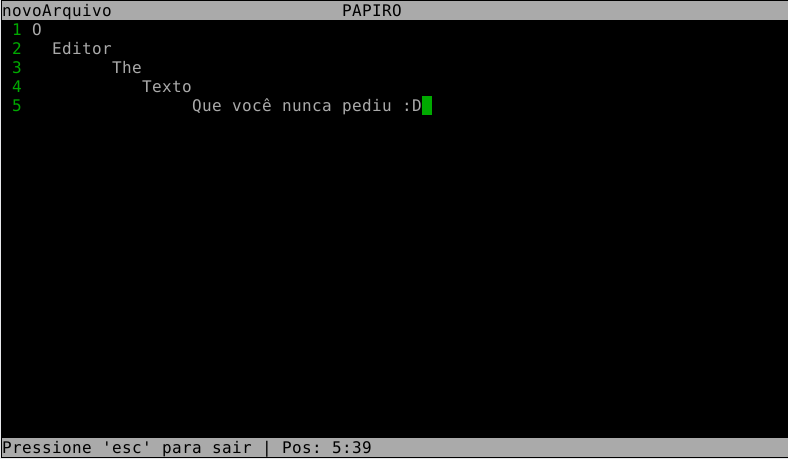 novoArquivo PAPIRO
1 O
2 Editor
3 The
4 Texto
5 Que você nunca pediu :D
Pressione 'esc' para sair | Pos: 5:39